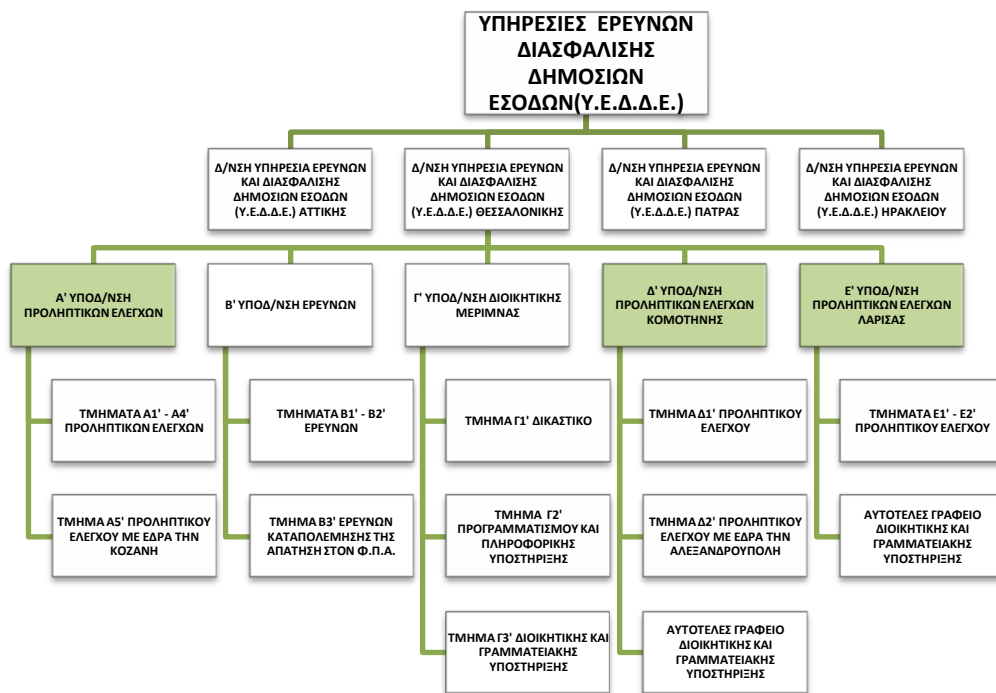 ΥΠΗΡΕΣΙΕΣ ΕΡΕΥΝΩΝ
ΔΙΑΣΦΑΛΙΣΗΣ
ΔΗΜΟΣΙΩΝ
ΕΣΟΔΩΝ(Υ.Ε.Δ.Δ.Ε.)
Δ/ΝΣΗ ΥΠΗΡΕΣΙΑ ΕΡΕΥΝΩΝ
ΚΑΙ ΔΙΑΣΦΑΛΙΣΗΣ
ΔΗΜΟΣΙΩΝ ΕΣΟΔΩΝ
(Υ.Ε.Δ.Δ.Ε.) ΑΤΤΙΚΗΣ
Δ/ΝΣΗ ΥΠΗΡΕΣΙΑ ΕΡΕΥΝΩΝ
ΚΑΙ ΔΙΑΣΦΑΛΙΣΗΣ
ΔΗΜΟΣΙΩΝ ΕΣΟΔΩΝ
(Υ.Ε.Δ.Δ.Ε.) ΘΕΣΣΑΛΟΝΙΚΗΣ
Δ/ΝΣΗ ΥΠΗΡΕΣΙΑ ΕΡΕΥΝΩΝ
ΚΑΙ ΔΙΑΣΦΑΛΙΣΗΣ
ΔΗΜΟΣΙΩΝ ΕΣΟΔΩΝ
(Υ.Ε.Δ.Δ.Ε.) ΠΑΤΡΑΣ
Δ/ΝΣΗ ΥΠΗΡΕΣΙΑ ΕΡΕΥΝΩΝ
ΚΑΙ ΔΙΑΣΦΑΛΙΣΗΣ
ΔΗΜΟΣΙΩΝ ΕΣΟΔΩΝ
(Υ.Ε.Δ.Δ.Ε.) ΗΡΑΚΛΕΙΟΥ
Α' ΥΠΟΔ/ΝΣΗ
ΠΡΟΛΗΠΤΙΚΩΝ ΕΛΕΓΧΩΝ
Β' ΥΠΟΔ/ΝΣΗ ΕΡΕΥΝΩΝ
Γ' ΥΠΟΔ/ΝΣΗ ΔΙΟΙΚΗΤΙΚΗΣ
ΜΕΡΙΜΝΑΣ
Δ' ΥΠΟΔ/ΝΣΗ
ΠΡΟΛΗΠΤΙΚΩΝ ΕΛΕΓΧΩΝ
ΚΟΜΟΤΗΝΗΣ
Ε' ΥΠΟΔ/ΝΣΗ
ΠΡΟΛΗΠΤΙΚΩΝ ΕΛΕΓΧΩΝ
ΛΑΡΙΣΑΣ
ΤΜΗΜΑΤΑ Α1' - Α4'
ΠΡΟΛΗΠΤΙΚΩΝ ΕΛΕΓΧΩΝ
ΤΜΗΜΑΤΑ Β1' - Β2'
ΕΡΕΥΝΩΝ
ΤΜΗΜΑ Γ1' ΔΙΚΑΣΤΙΚΟ
ΤΜΗΜΑ Δ1' ΠΡΟΛΗΠΤΙΚΟΥ
ΕΛΕΓΧΟΥ
ΤΜΗΜΑΤΑ Ε1' - Ε2'
ΠΡΟΛΗΠΤΙΚΟΥ ΕΛΕΓΧΟΥ
ΤΜΗΜΑ Α5' ΠΡΟΛΗΠΤΙΚΟΥ
ΕΛΕΓΧΟΥ ΜΕ ΕΔΡΑ ΤΗΝ
ΚΟΖΑΝΗ
ΤΜΗΜΑ Β3' ΕΡΕΥΝΩΝ
ΚΑΤΑΠΟΛΕΜΗΣΗΣ ΤΗΣ
ΑΠΑΤΗΣΗ ΣΤΟΝ Φ.Π.Α.
ΤΜΗΜΑ Γ2'
ΠΡΟΓΡΑΜΜΑΤΙΣΜΟΥ ΚΑΙ
ΠΛΗΡΟΦΟΡΙΚΗΣ
ΥΠΟΣΤΗΡΙΞΗΣ
ΤΜΗΜΑ Δ2' ΠΡΟΛΗΠΤΙΚΟΥ
ΕΛΕΓΧΟΥ ΜΕ ΕΔΡΑ ΤΗΝ
ΑΛΕΞΑΝΔΡΟΥΠΟΛΗ
ΑΥΤΟΤΕΛΕΣ ΓΡΑΦΕΙΟ
ΔΙΟΙΚΗΤΙΚΗΣ ΚΑΙ
ΓΡΑΜΜΑΤΕΙΑΚΗΣ
ΥΠΟΣΤΗΡΙΞΗΣ
ΤΜΗΜΑ Γ3' ΔΙΟΙΚΗΤΙΚΗΣ ΚΑΙ
ΓΡΑΜΜΑΤΕΙΑΚΗΣ
ΥΠΟΣΤΗΡΙΞΗΣ
ΑΥΤΟΤΕΛΕΣ ΓΡΑΦΕΙΟ
ΔΙΟΙΚΗΤΙΚΗΣ ΚΑΙ
ΓΡΑΜΜΑΤΕΙΑΚΗΣ
ΥΠΟΣΤΗΡΙΞΗΣ